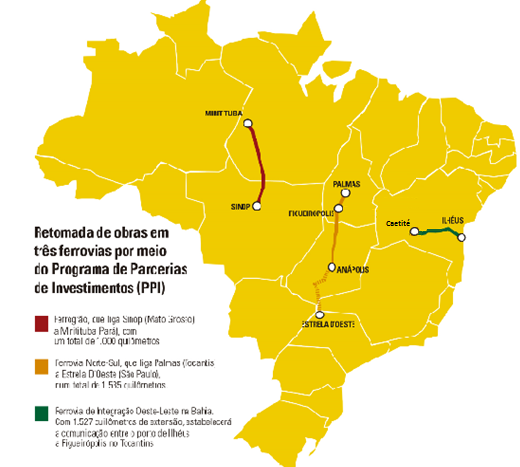 MIRITITUBA
PALMAS
SINOP
FIGUEIRÓPOLIS
Caetité
ILHÉUS
ANÁPOLIS
ESTRELA D'OESTE
Retomada de obras em
três ferrovias por meio
do Programa de Parcerias
de Investimentos (PPI)
Ferrogrão, que liga Sinop (Mato Grosso)
a Mirituba Pará), com
um total de 1.000 quilômetros
Ferrovia Norte-Sul, que liga Palmas (Tocantis
a Estrela D'Oeste (São Paulo),
num total de 1.535 quilômetros
Ferrovia de Integração Oeste-Leste na Bahia.
Com 1.527 quilômetros de extensão, estabelecerá
a comunicação entre o porto de Ilhéus
a Figueirópolis no Tocantins